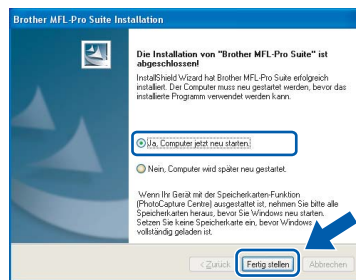 Brother MFL-Pro Suite Installation
Die Installation von "Brother MFL-Pro Suite" ist
abgeschlossen!
InstallShield Wizard hat Brother MFL-Pro Suite erfolgreich
installiert. Der Computer muss neu gestartet werden, bevor das
installierte Programm verwendet werden kann.
Ja, Computer jetzt neu starten.
Nein, Computer wird später neu gestartet.
Wenn Ihr Gerät mit der Speicherkarten-Funktion
(PhotoCapture Centre) ausgestattet ist, nehmen Sie bitte alle
Speicherkarten heraus, bevor Sie Windows neu starten.
Setzen Sie keine Speicherkarte ein, bevor Windows
vollständig geladen ist.
< Zurück
Fertig stellen
Abbrechen